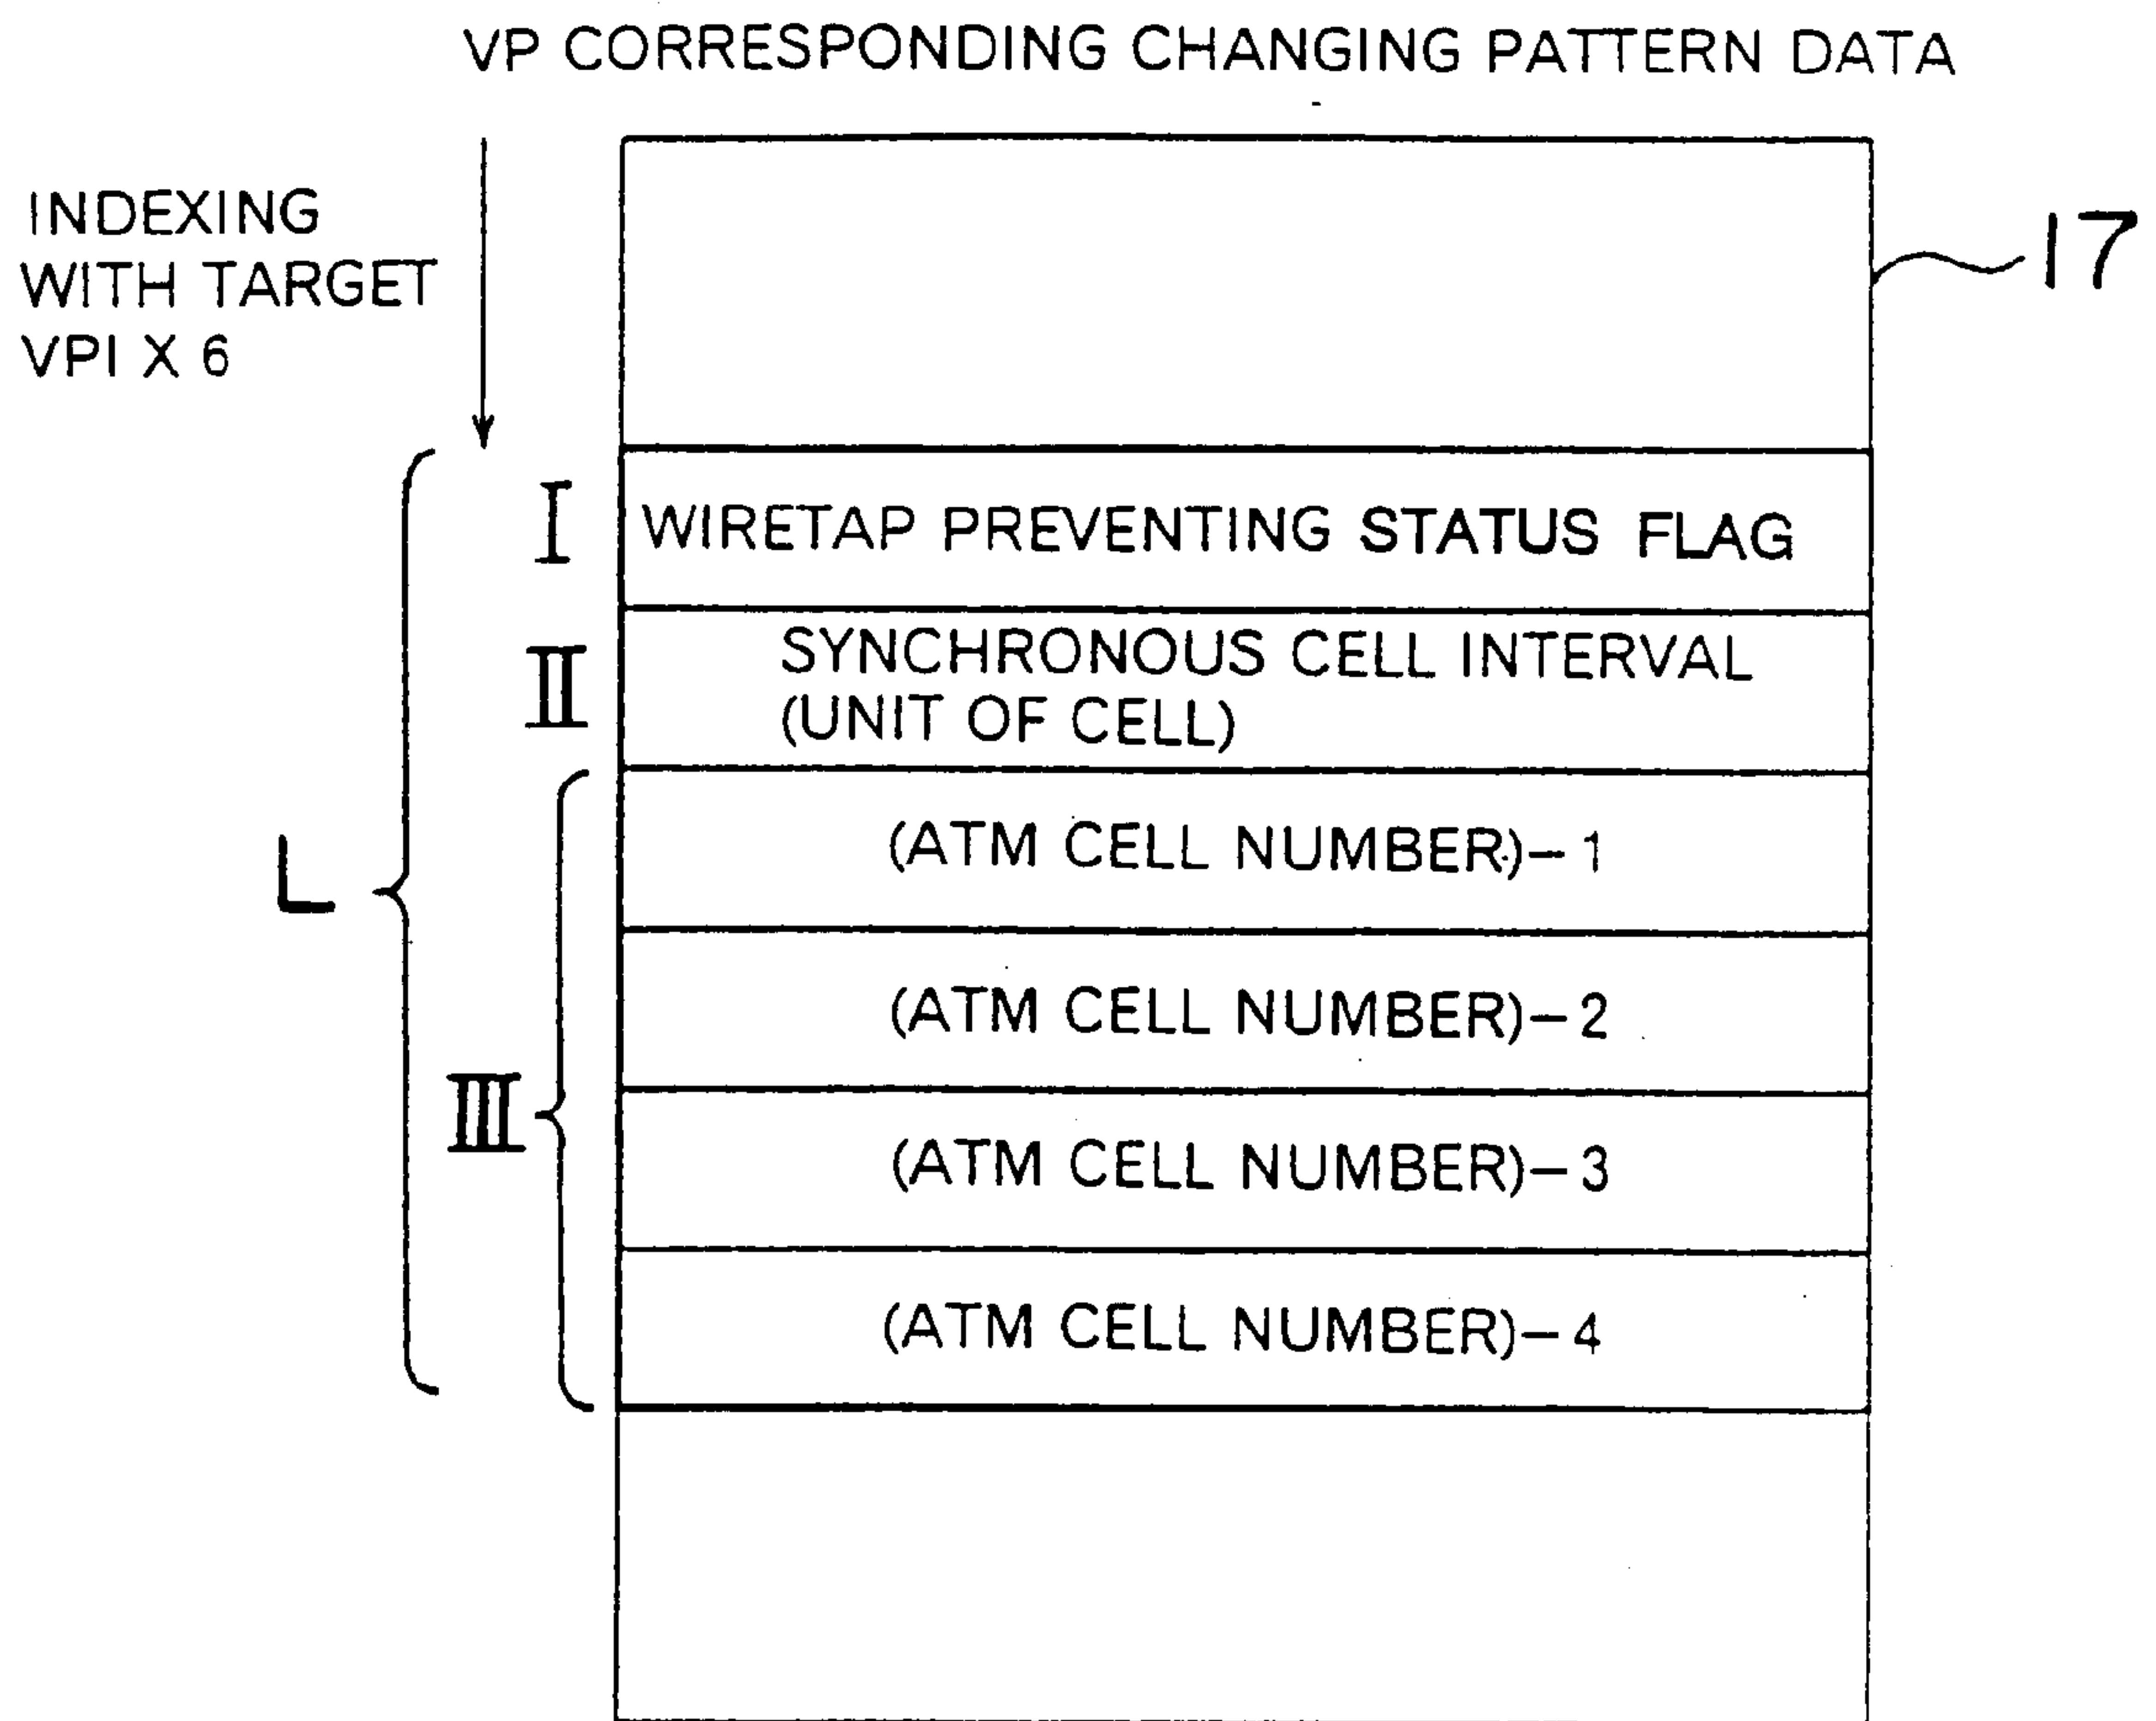 VP CORRESPONDING CHANGING PATTERN DATA
INDEXING
WITH TARGET
VPI X 6
17
I
WIRETAP PREVENTING STATUS FLAG
II
SYNCHRONOUS CELL INTERVAL
(UNIT OF CELL)
L
III
(ATM CELL NUMBER)-1
(ATM CELL NUMBER)-2
(ATM CELL NUMBER)-3
(ATM CELL NUMBER)-4